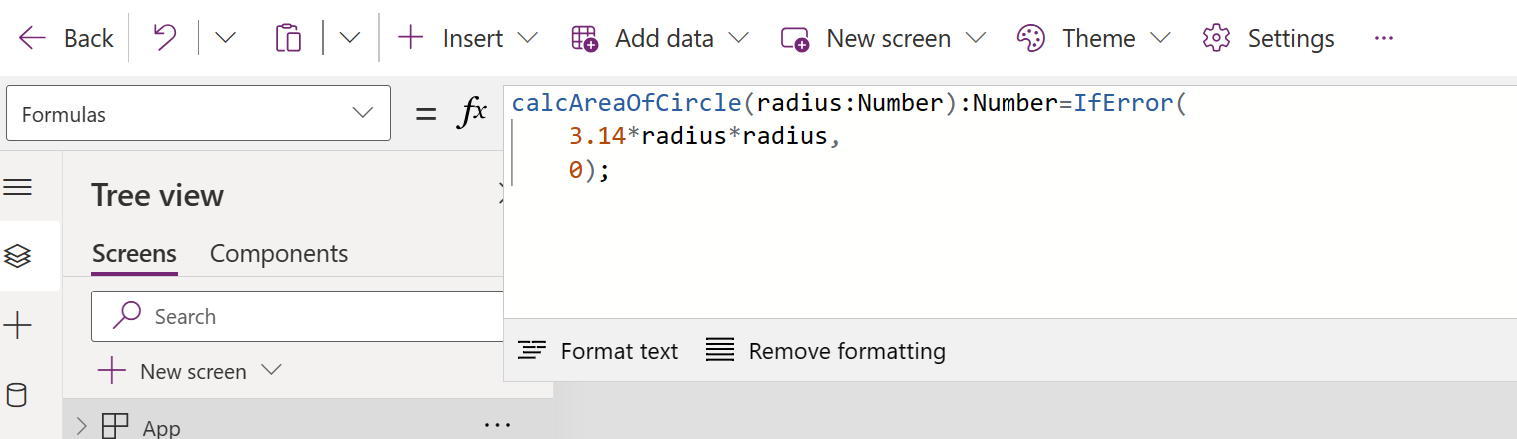 Back Insert Add data New screen Theme Settings ...
Formulas = fx calcAreaOfCircle(radius:Number):Number=IfError(
3.14*radius*radius,
0);
Tree view
Screens Components
Search
New screen
Format text Remove formatting
App ...